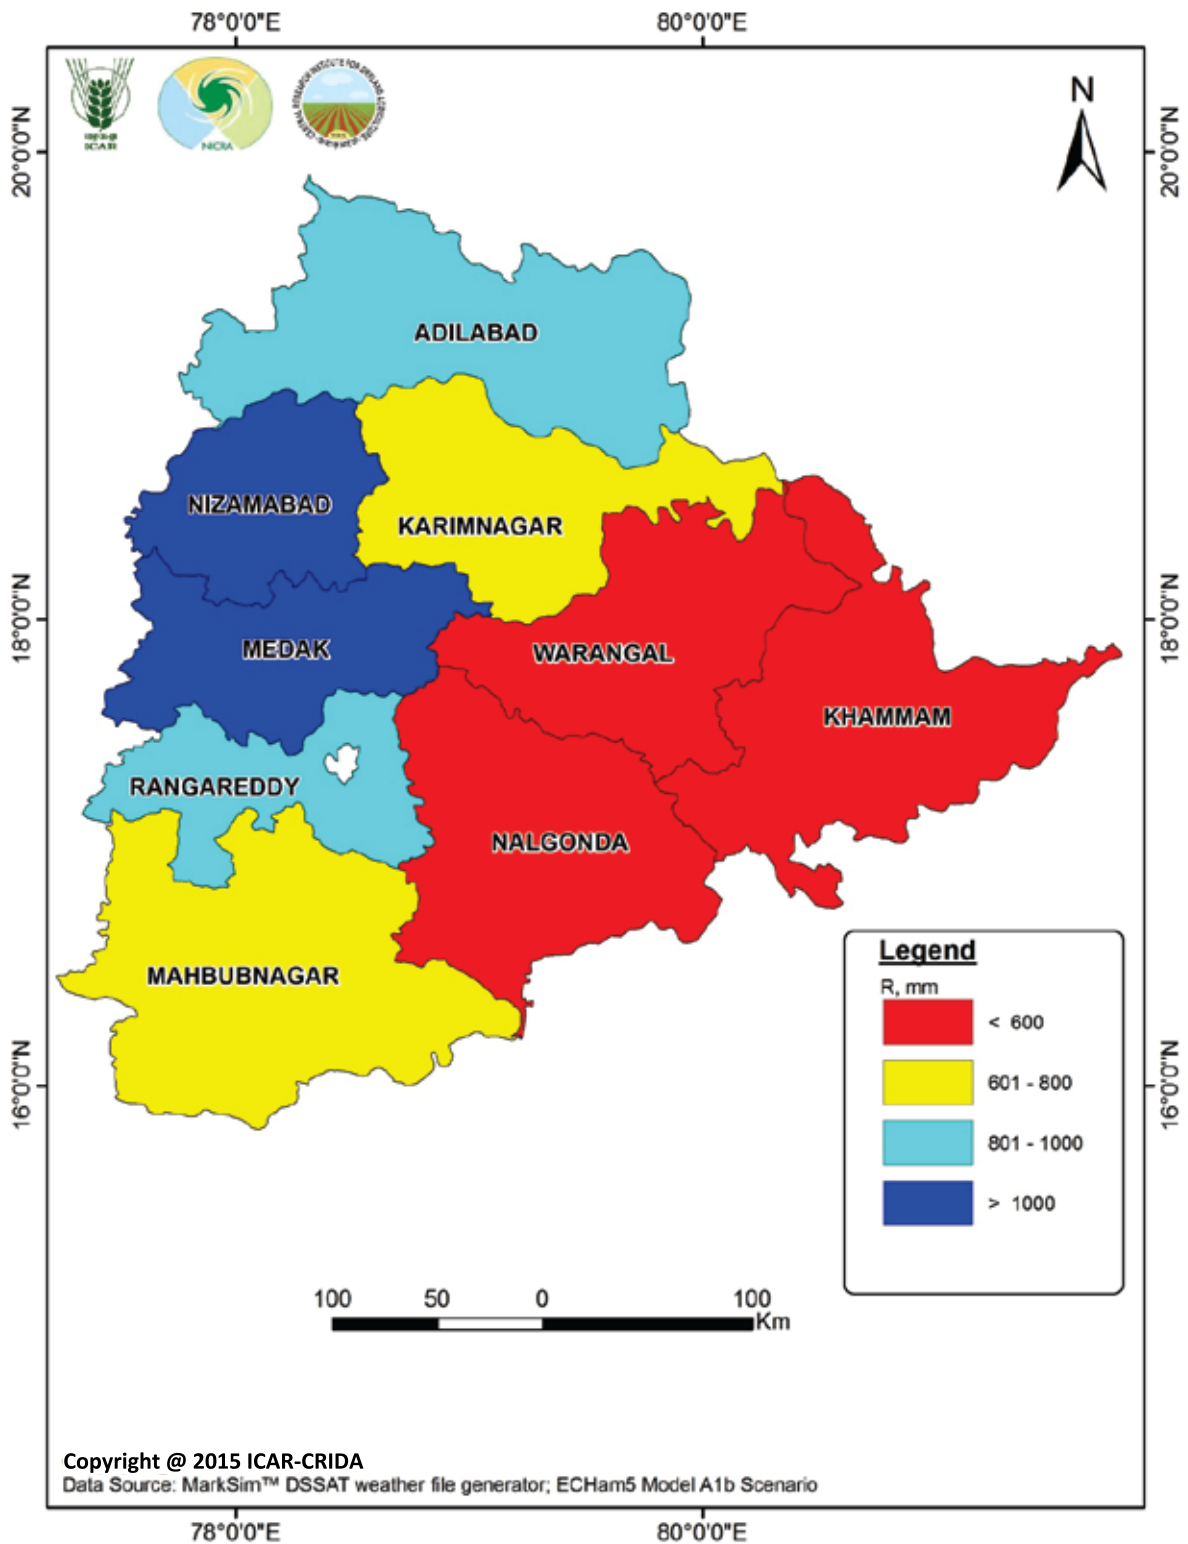 78°0'0"E 80°0'0"E
20°0'0"N 20°0'0"N
ICAR
NICRA
N
ADILABAD
NIZAMABAD
KARIMNAGAR
18°0'0"N 18°0'0"N
MEDAK
WARANGAL
KHAMMAM
RANGAREDDY
NALGONDA
MAHBUBNAGAR
16°0'0"N 16°0'0"N
Legend
R, mm
< 600
601 - 800
801 - 1000
> 1000
100 50 0 100
Km
Copyright @ 2015 ICAR-CRIDA
Data Source: MarkSim™ DSSAT weather file generator; ECHam5 Model A1b Scenario
78°0'0"E 80°0'0"E